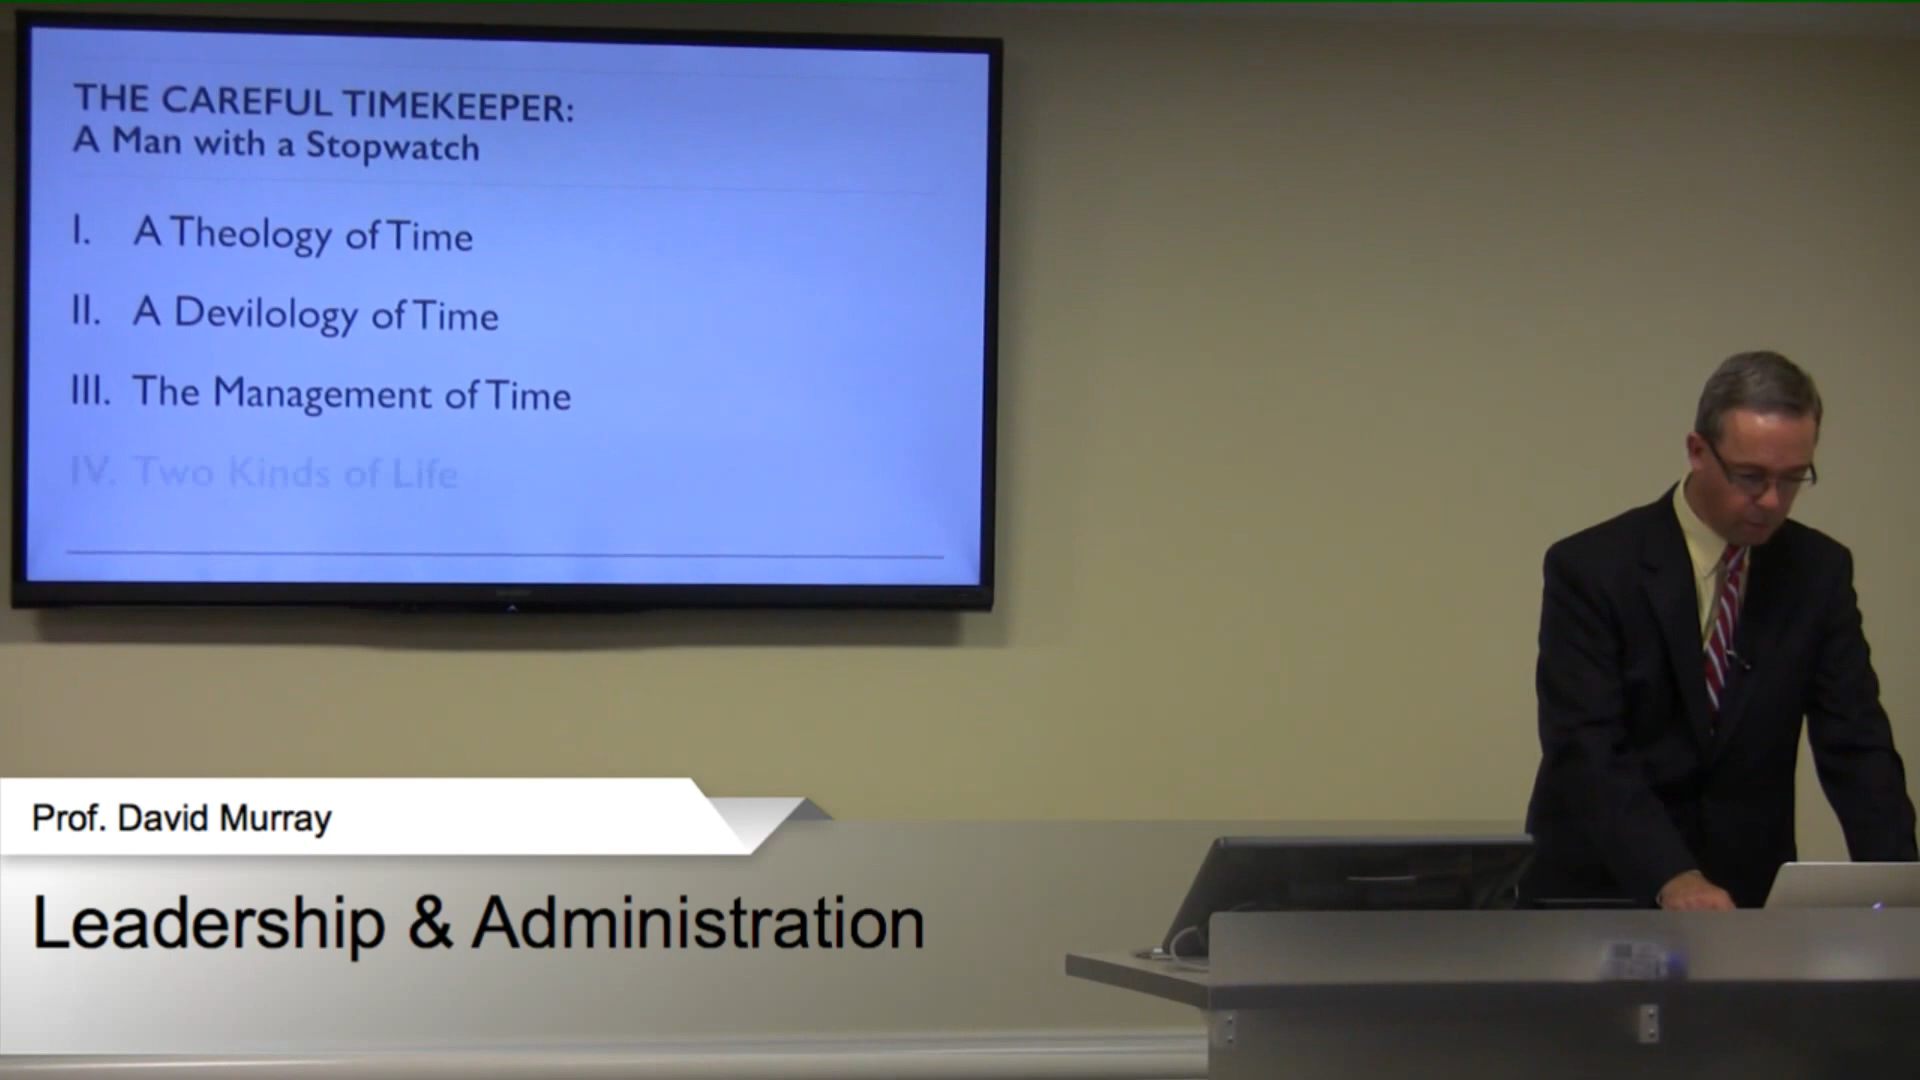 THE CAREFUL TIMEKEEPER:
A Man with a Stopwatch
I. A Theology of Time
II. A Devilology of Time
III. The Management of Time
IV. Two Kinds of Life
Prof. David Murray
Leadership & Administration